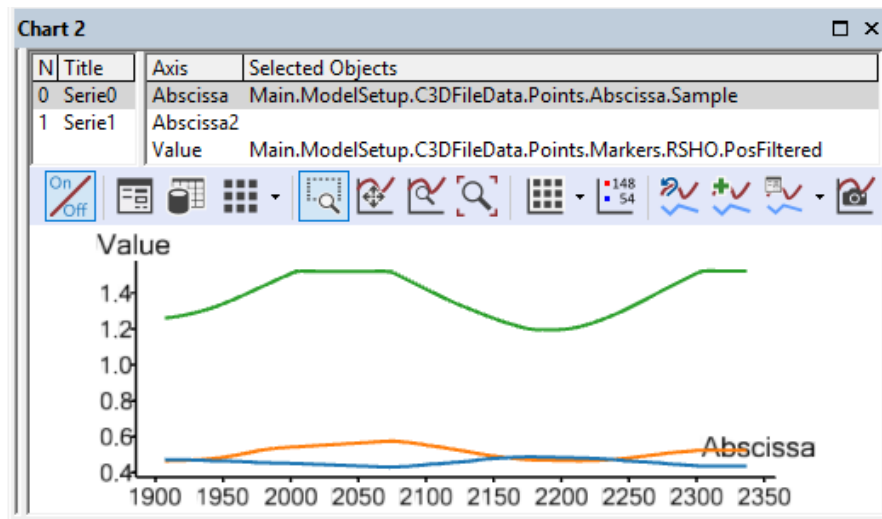 Chart 2
N Title Axis Selected Objects
0 Serie0 Abscissa Main.ModelSetup.C3DFileData.Points.Abscissa.Sample
1 Serie1 Abscissa2
Value Main.ModelSetup.C3DFileData.Points.Markers.RSHO.PosFiltered
On
Off
148
54
Value
1.4
1.2
1.0
0.8
0.6
Abscissa
0.4
1900 1950 2000 2050 2100 2150 2200 2250 2300 2350